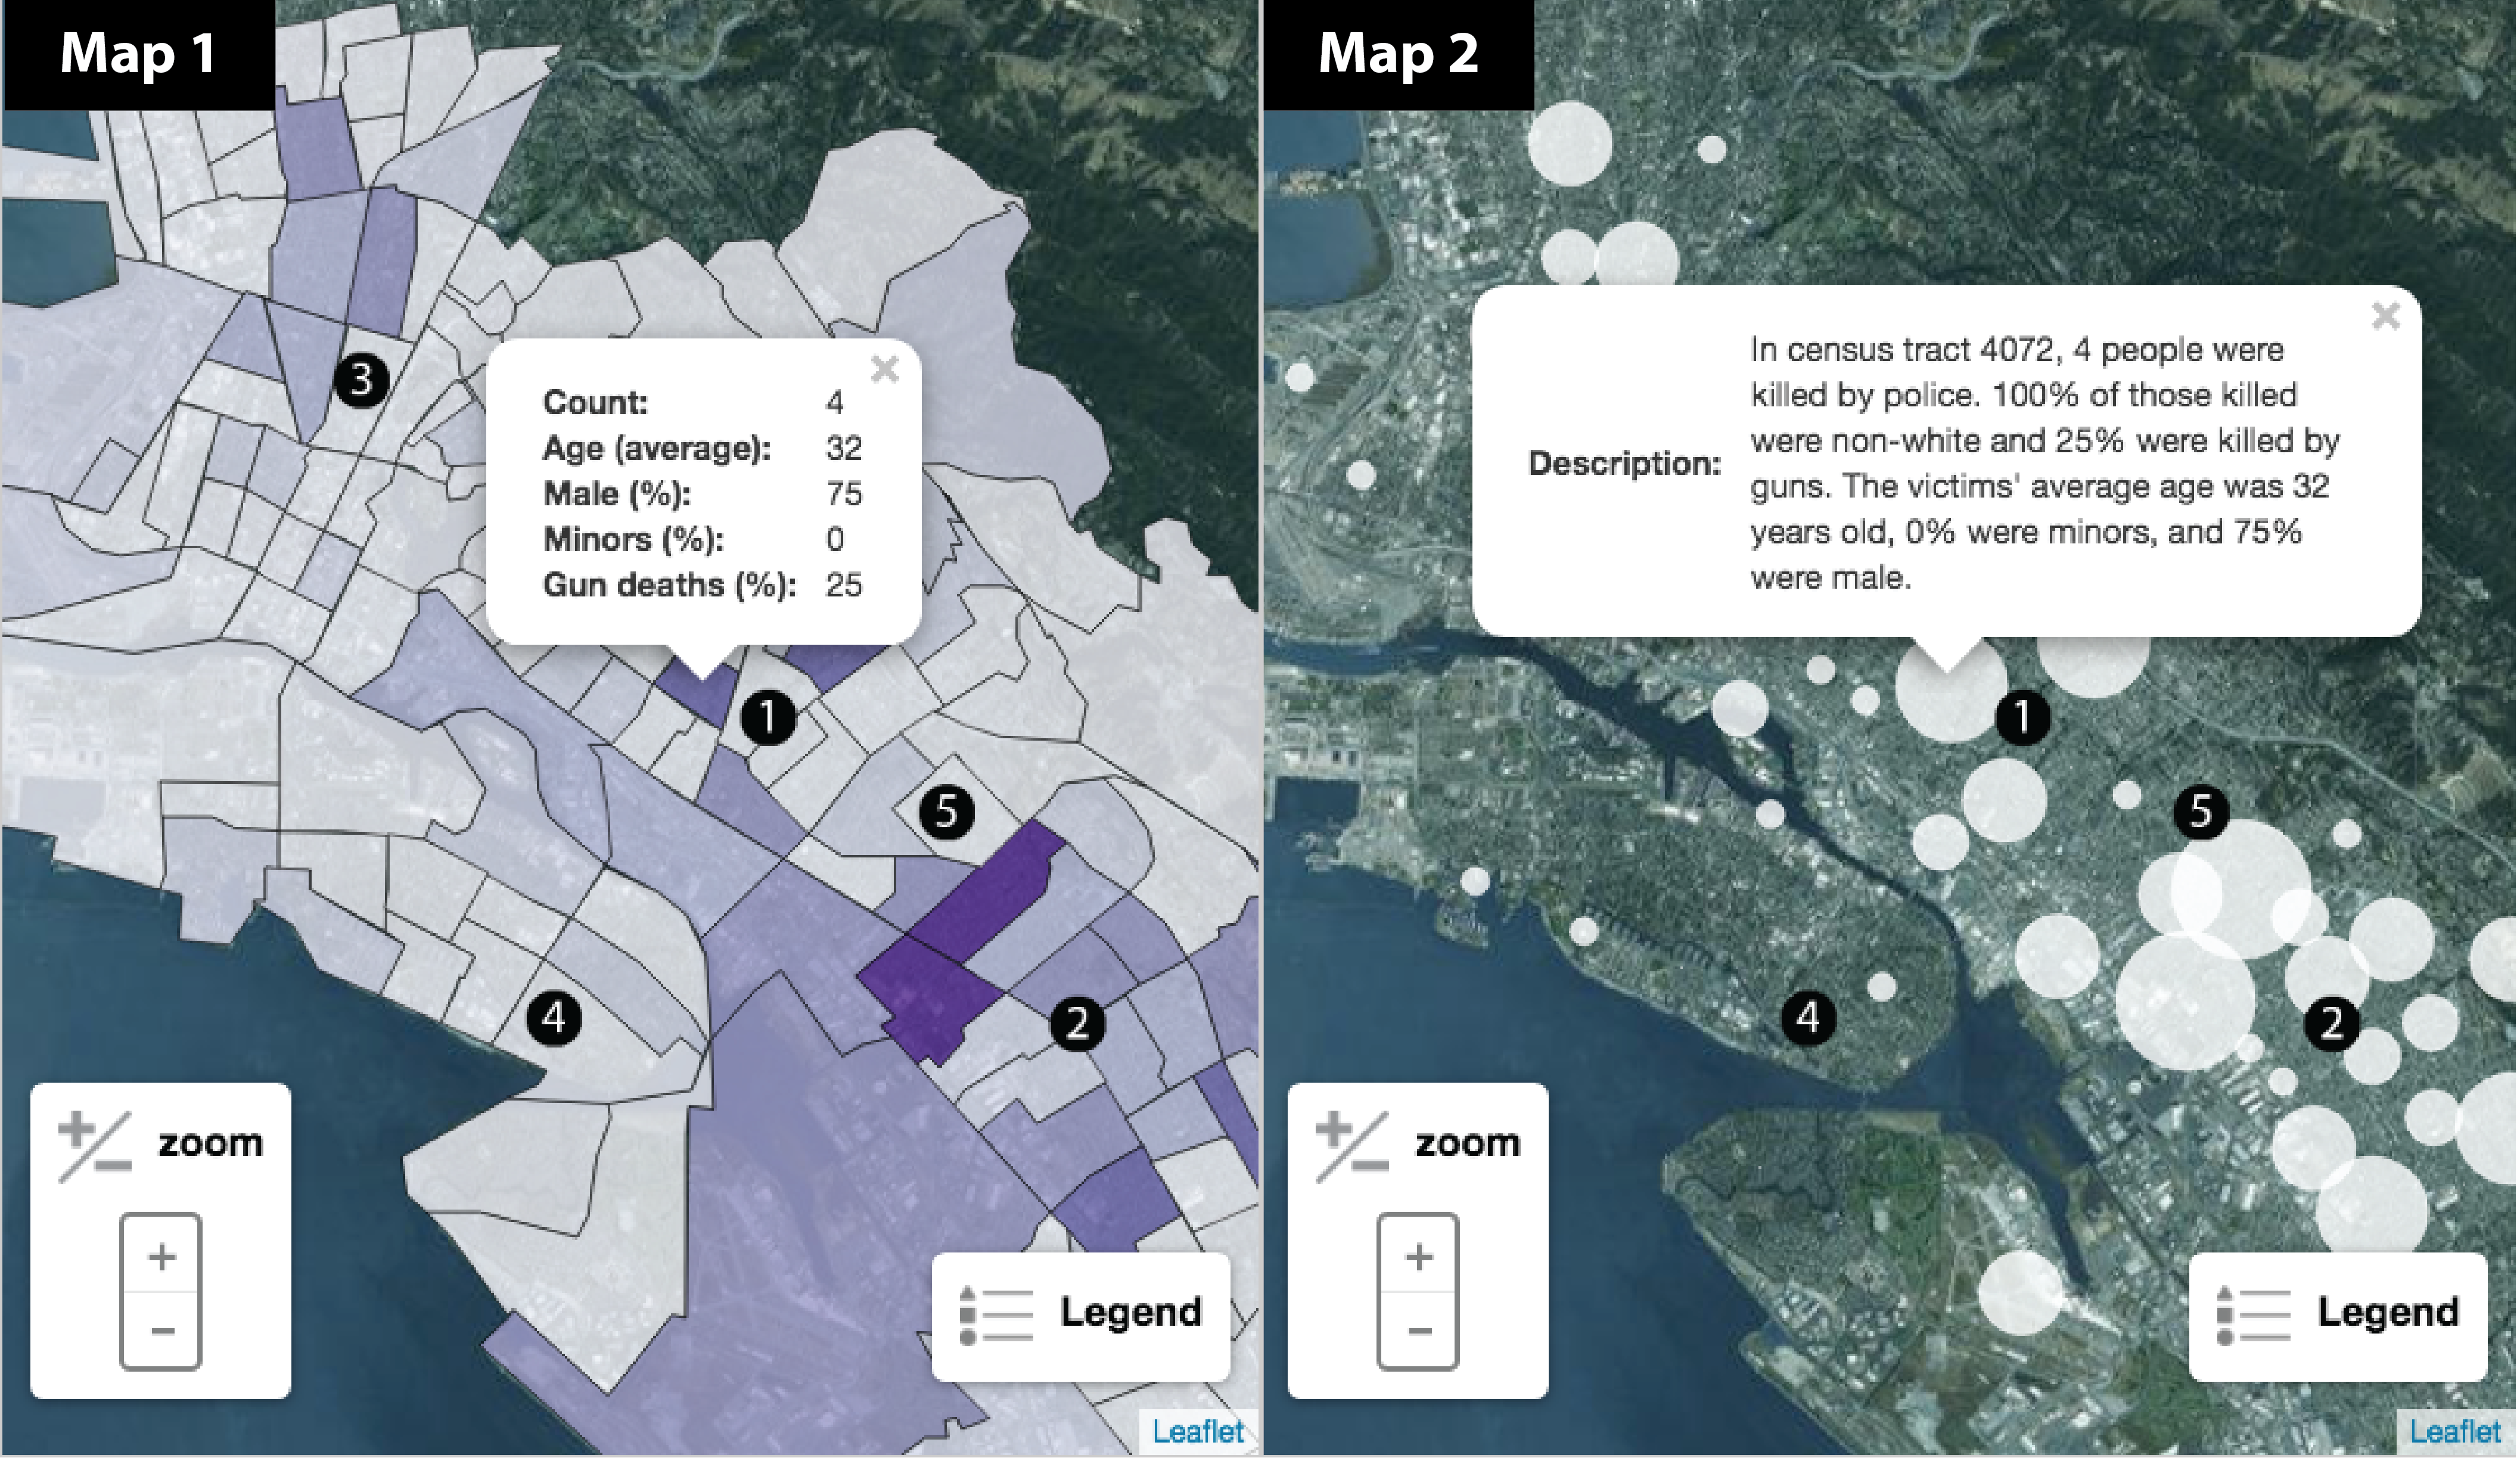 Map 1
3
Count: 4
Age (average): 32
Male (%): 75
Minors (%): 0
Gun deaths (%): 25
1
5
4
2
zoom
+
−
Legend
Leaflet
Map 2
Description:
In census tract 4072, 4 people were
killed by police. 100% of those killed
were non-white and 25% were killed by
guns. The victims' average age was 32
years old, 0% were minors, and 75%
were male.
1
5
4
2
zoom
+
−
Legend
Leaflet